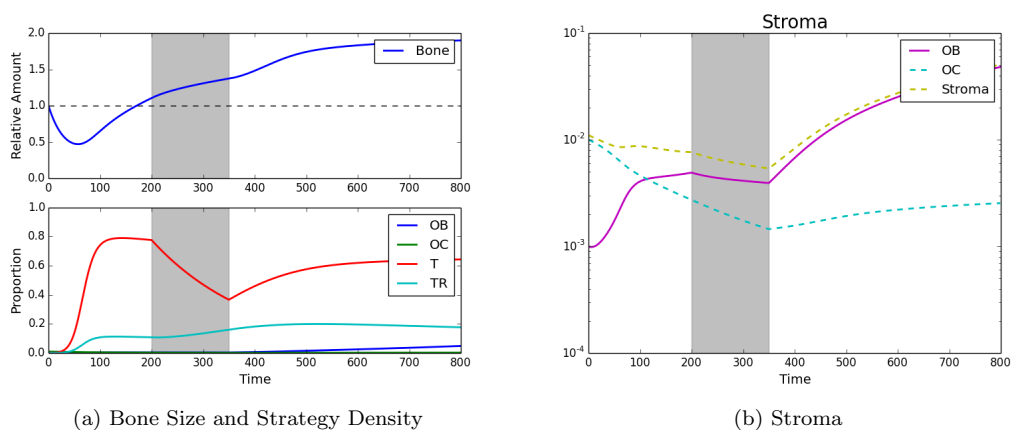 Relative Amount
2.0
1.5
1.0
0.5
0.0
Bone
0 100 200 300 400 500 600 700 800
Proportion
1.0
0.8
0.6
0.4
0.2
0.0
OB
OC
T
TR
0 100 200 300 400 500 600 700 800
Time
(a) Bone Size and Strategy Density
Stroma
10^-1
10^-2
10^-3
10^-4
OB
OC
Stroma
0 100 200 300 400 500 600 700 800
Time
(b) Stroma